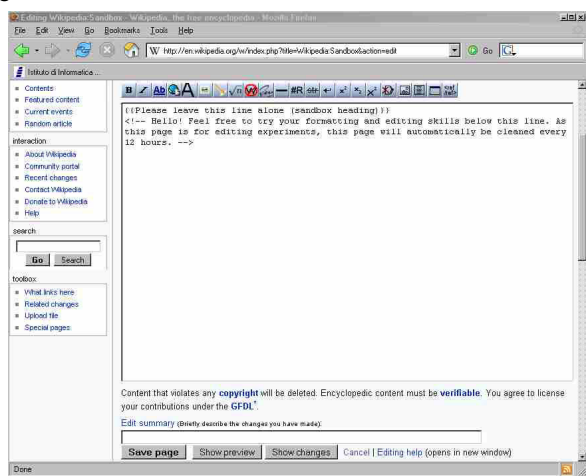 Editing Wikipedia:Sandbox - Wikipedia, the free encyclopedia - Mozilla Firefox
File Edit View Go Bookmarks Tools Help
http://en.wikipedia.org/w/index.php?title=Wikipedia:Sandbox&action=edit
Go
Istituto di Informatica ...
Contents
Featured content
Current events
Random article
interaction
About Wikipedia
Community portal
Recent changes
Contact Wikipedia
Donate to Wikipedia
Help
search
Go Search
toolbox
What links here
Related changes
Upload file
Special pages
{{Please leave this line alone (sandbox heading)}}
<!-- Hello! Feel free to try your formatting and editing skills below this line. As
this page is for editing experiments, this page will automatically be cleaned every
12 hours. -->
Content that violates any copyright will be deleted. Encyclopedic content must be verifiable. You agree to license
your contributions under the GFDL*.
Edit summary (Briefly describe the changes you have made):
Save page Show preview Show changes Cancel | Editing help (opens in new window)
Done